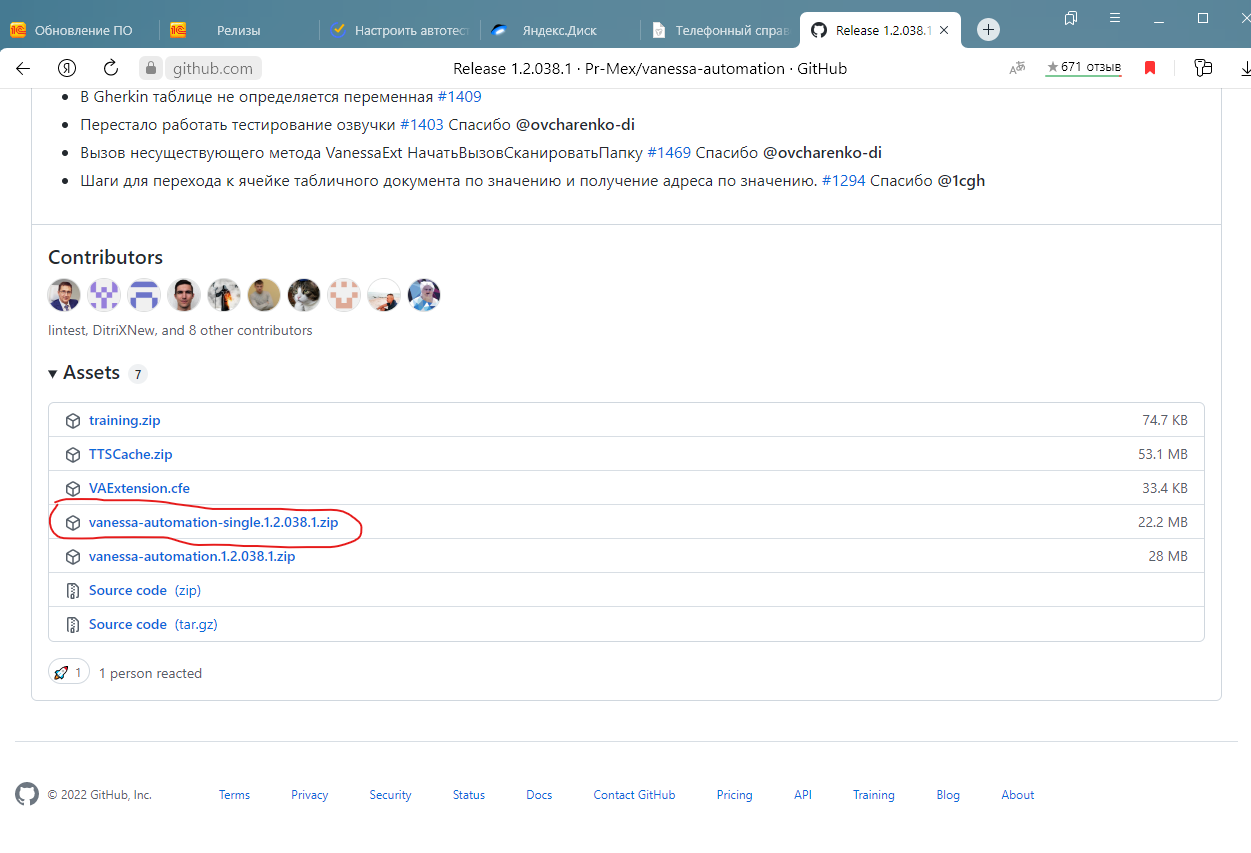 Обновление ПО
Релизы
Настроить автотес
Яндекс.Диск
Телефонный справ
Release 1.2.038.1
github.com
Release 1.2.038.1 · Pr-Mex/vanessa-automation · GitHub
671 отзыв
В Gherkin таблице не определяется переменная #1409
Перестало работать тестирование озвучки #1403 Спасибо @ovcharenko-di
Вызов несуществующего метода VanessaExt НачатьВызовСканироватьПапку #1469 Спасибо @ovcharenko-di
Шаги для перехода к ячейке табличного документа по значению и получение адреса по значению. #1294 Спасибо @1cgh
Contributors
lintest, DitriXNew, and 8 other contributors
Assets 7
training.zip 74.7 KB
TTSCache.zip 53.1 MB
VAExtension.cfe 33.4 KB
vanessa-automation-single.1.2.038.1.zip 22.2 MB
vanessa-automation.1.2.038.1.zip 28 MB
Source code (zip)
Source code (tar.gz)
1 1 person reacted
© 2022 GitHub, Inc. Terms Privacy Security Status Docs Contact GitHub Pricing API Training Blog About